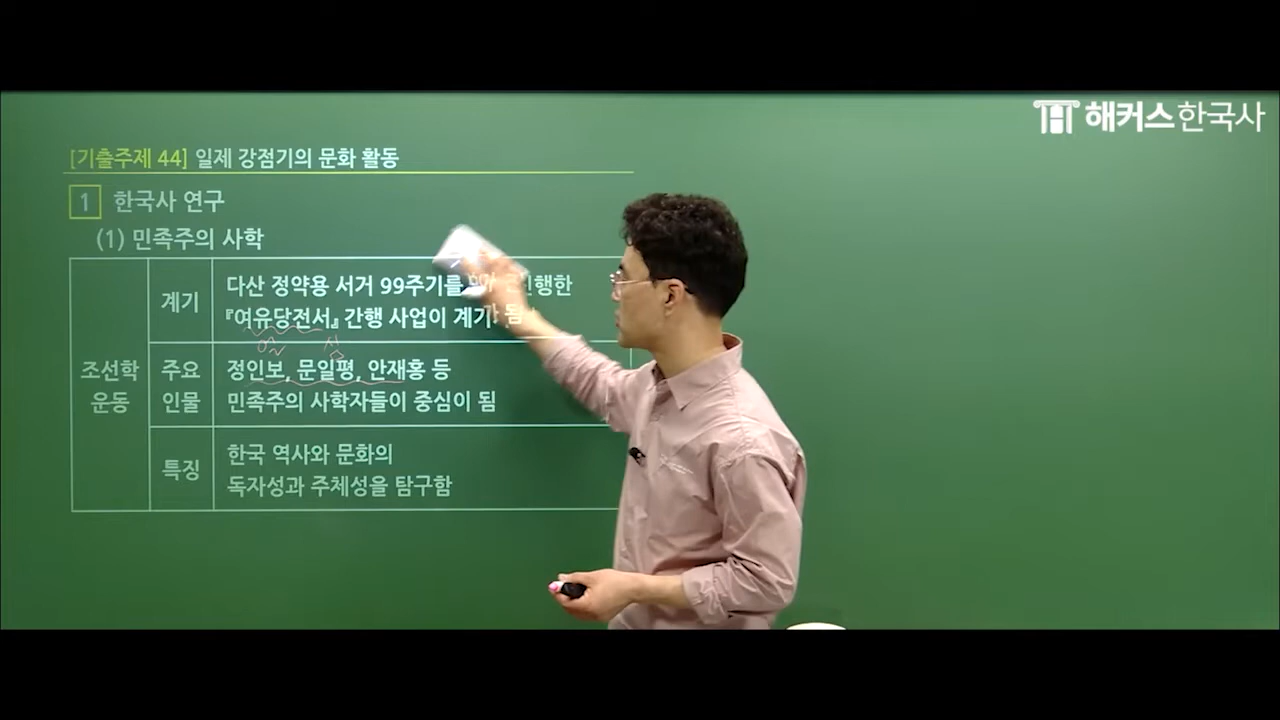 해커스한국사
[기출주제 44] 일제 강점기의 문화 활동
1 한국사 연구
(1) 민족주의 사학
조선학
운동
계기
다산 정약용 서거 99주기를
『여유당전서』 간행 사업이 계기가 됨
얼 심
주요
인물
정인보, 문일평, 안재홍 등
민족주의 사학자들이 중심이 됨
특징
한국 역사와 문화의
독자성과 주체성을 탐구함